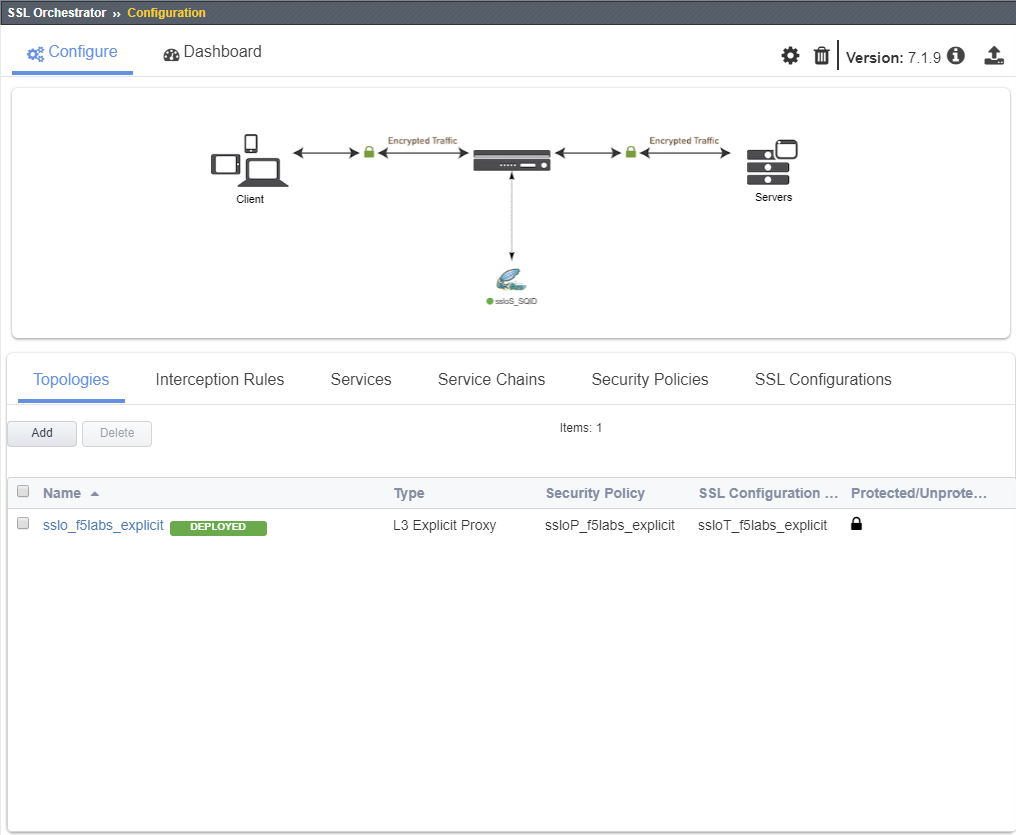 SSL Orchestrator ›› Configuration
Configure Dashboard Version: 7.1.9
Encrypted Traffic Encrypted Traffic
Client Servers
ssloS_SQID
Topologies Interception Rules Services Service Chains Security Policies SSL Configurations
Add Delete Items: 1
Name Type Security Policy SSL Configuration ... Protected/Unprote...
sslo_f5labs_explicit DEPLOYED L3 Explicit Proxy ssloP_f5labs_explicit ssloT_f5labs_explicit